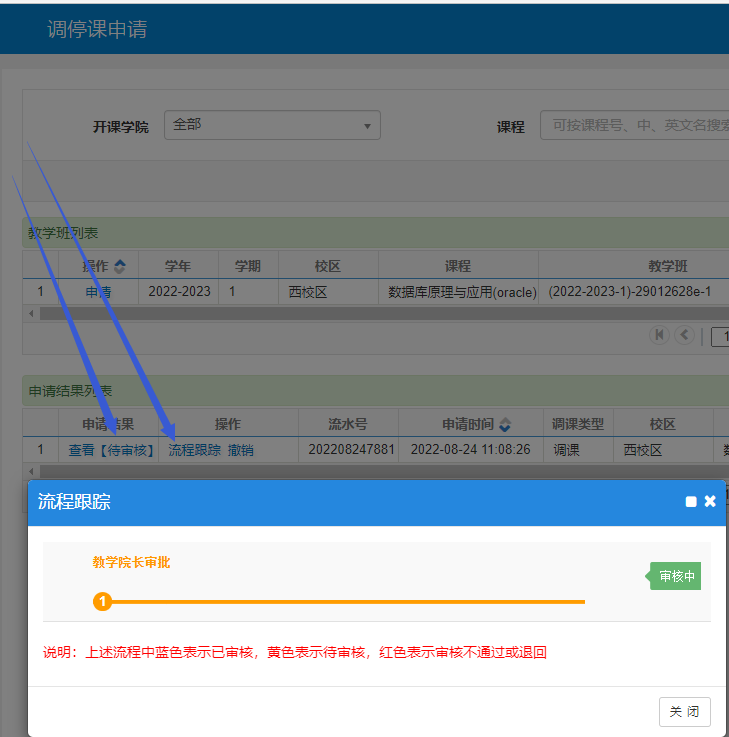 调停课申请
开课学院 全部 课程 可按课程号、中、英文名搜索
教学班列表
操作 学年 学期 校区 课程 教学班
1 申请 2022-2023 1 西校区 数据库原理与应用(oracle) (2022-2023-1)-29012628e-1
1
申请结果列表
申请结果 操作 流水号 申请时间 调课类型 校区
1 查看【待审核】 流程跟踪 撤销 202208247881 2022-08-24 11:08:26 调课 西校区
流程跟踪
教学院长审批
审核中
1
说明：上述流程中蓝色表示已审核，黄色表示待审核，红色表示审核不通过或退回
关 闭